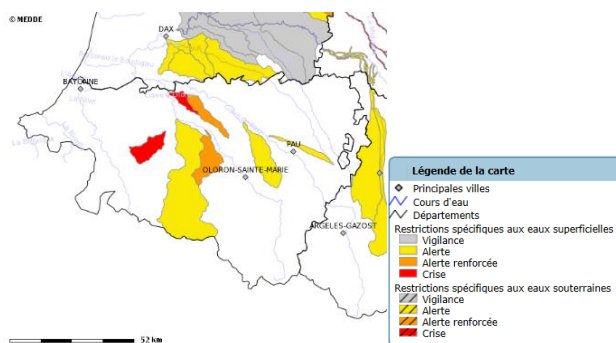 © MEDDE
DAX
BAYONNE
PAU
OLORON-SAINTE-MARIE
ARGELES-GAZOST
52 km
Légende de la carte
Principales villes
Cours d'eau
Départements
Restrictions spécifiques aux eaux superficielles
Vigilance
Alerte
Alerte renforcée
Crise
Restrictions spécifiques aux eaux souterraines
Vigilance
Alerte
Alerte renforcée
Crise